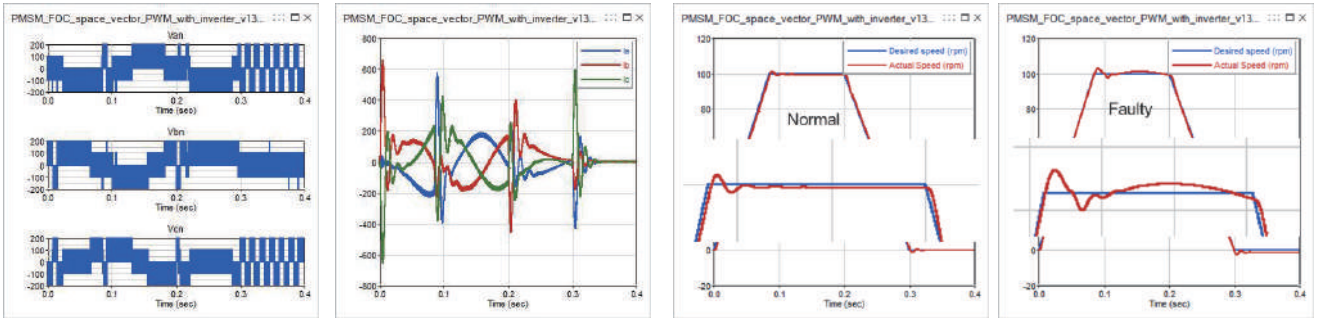 PMSM_FOC_space_vector_PWM_with_inverter_v13...
Van
200
100
0
-100
-200
0.0 0.1 0.2 0.3 0.4
Time (sec)
Vbn
200
100
0
-100
-200
0.0 0.1 0.2 0.3 0.4
Time (sec)
Vcn
200
100
0
-100
-200
0.0 0.1 0.2 0.3 0.4
Time (sec)
PMSM_FOC_space_vector_PWM_with_inverter_v13...
800
600
400
200
0
-200
-400
-600
-800
Ia
Ib
Ic
0.0 0.1 0.2 0.3 0.4
Time (sec)
PMSM_FOC_space_vector_PWM_with_inverter_v13...
120
100
80
Desired speed (rpm)
Actual Speed (rpm)
Normal
0
-20
0.0 0.1 0.2 0.3 0.4
Time (sec)
PMSM_FOC_space_vector_PWM_with_inverter_v13...
120
100
80
Desired speed (rpm)
Actual Speed (rpm)
Faulty
0
-20
0.0 0.1 0.2 0.3 0.4
Time (sec)